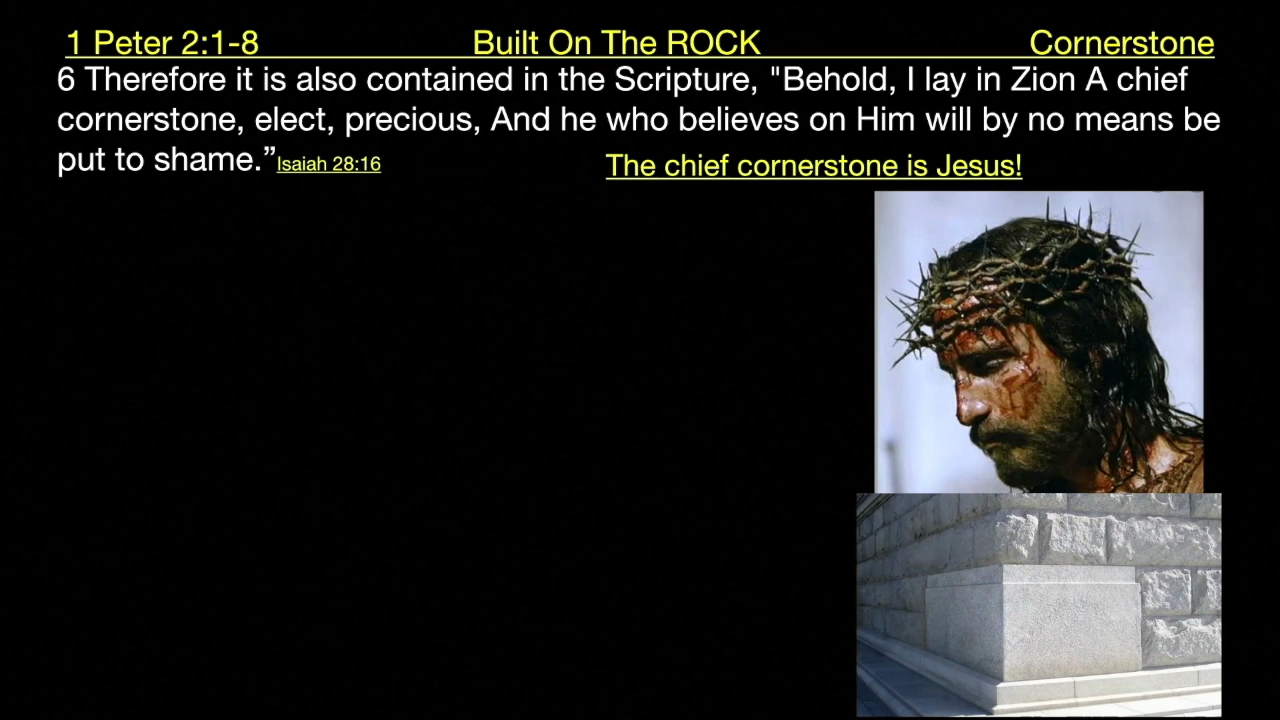 1 Peter 2:1-8 Built On The ROCK Cornerstone
6 Therefore it is also contained in the Scripture, "Behold, I lay in Zion A chief
cornerstone, elect, precious, And he who believes on Him will by no means be
put to shame.” Isaiah 28:16 The chief cornerstone is Jesus!